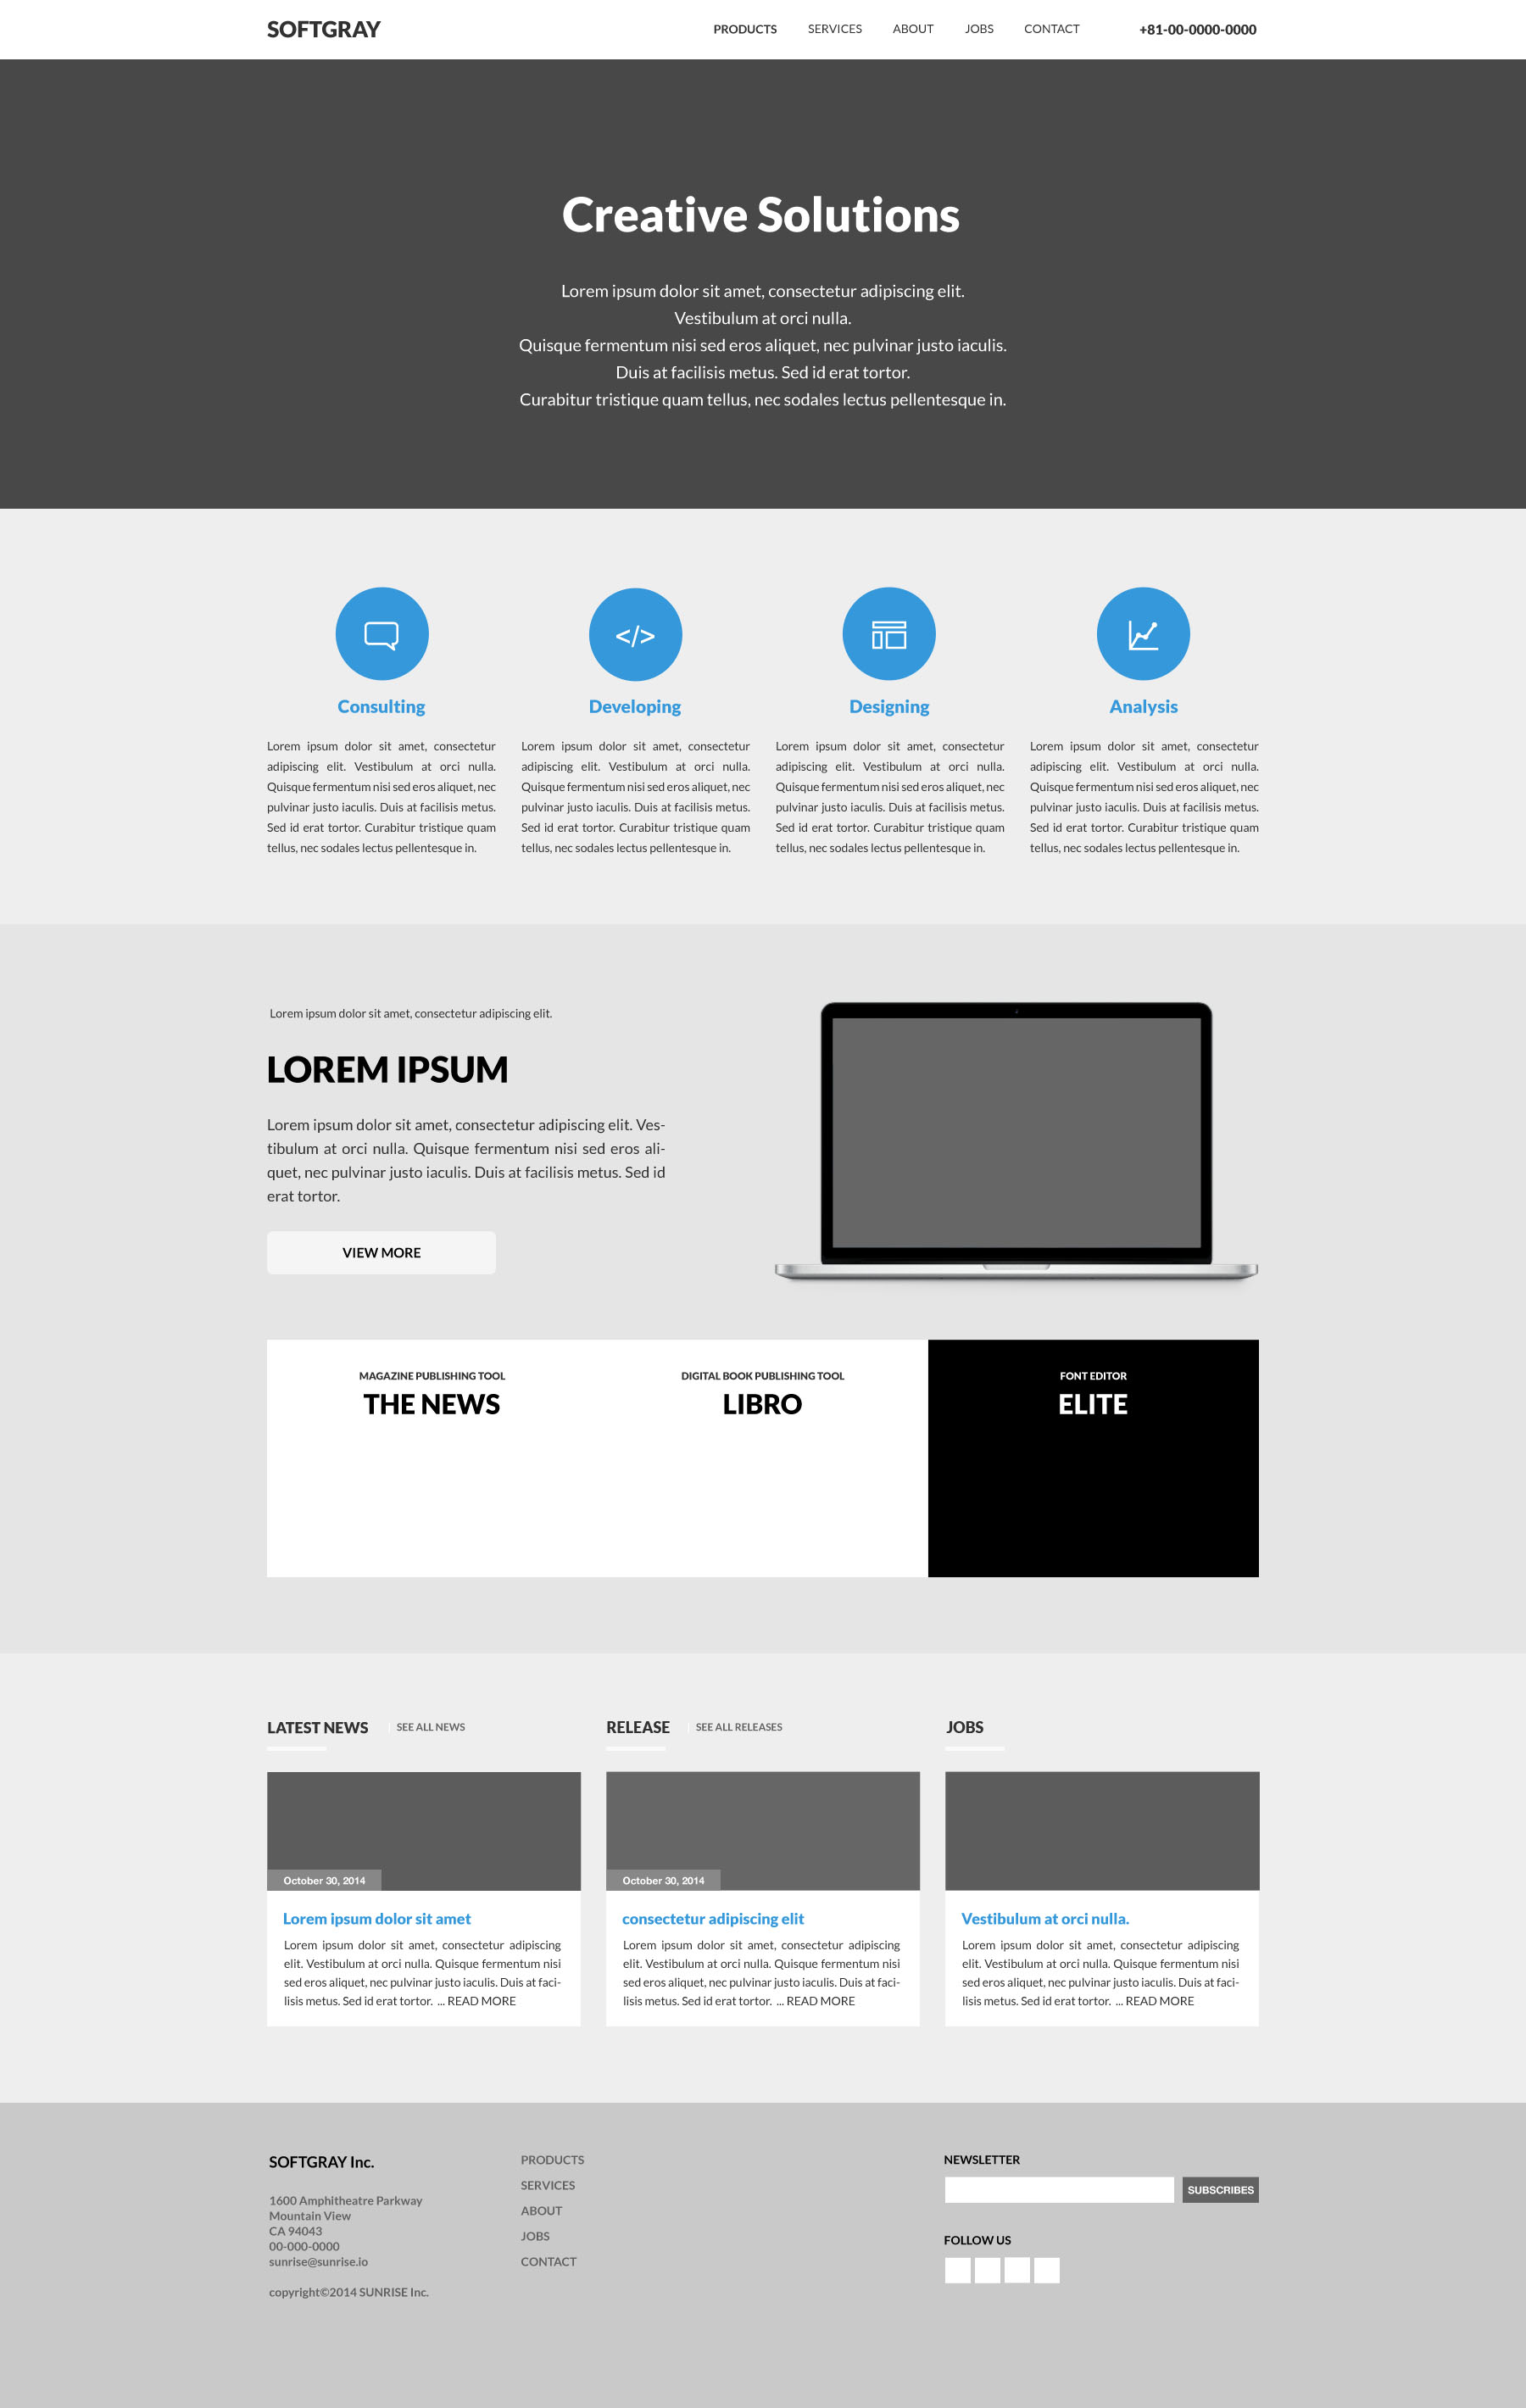 SOFTGRAY
PRODUCTS SERVICES ABOUT JOBS CONTACT +81-00-0000-0000
Creative Solutions
Lorem ipsum dolor sit amet, consectetur adipiscing elit.
Vestibulum at orci nulla.
Quisque fermentum nisi sed eros aliquet, nec pulvinar justo iaculis.
Duis at facilisis metus. Sed id erat tortor.
Curabitur tristique quam tellus, nec sodales lectus pellentesque in.
</>
Consulting
Lorem ipsum dolor sit amet, consectetur
adipiscing elit. Vestibulum at orci nulla.
Quisque fermentum nisi sed eros aliquet, nec
pulvinar justo iaculis. Duis at facilisis metus.
Sed id erat tortor. Curabitur tristique quam
tellus, nec sodales lectus pellentesque in.
Developing
Lorem ipsum dolor sit amet, consectetur
adipiscing elit. Vestibulum at orci nulla.
Quisque fermentum nisi sed eros aliquet, nec
pulvinar justo iaculis. Duis at facilisis metus.
Sed id erat tortor. Curabitur tristique quam
tellus, nec sodales lectus pellentesque in.
Designing
Lorem ipsum dolor sit amet, consectetur
adipiscing elit. Vestibulum at orci nulla.
Quisque fermentum nisi sed eros aliquet, nec
pulvinar justo iaculis. Duis at facilisis metus.
Sed id erat tortor. Curabitur tristique quam
tellus, nec sodales lectus pellentesque in.
Analysis
Lorem ipsum dolor sit amet, consectetur
adipiscing elit. Vestibulum at orci nulla.
Quisque fermentum nisi sed eros aliquet, nec
pulvinar justo iaculis. Duis at facilisis metus.
Sed id erat tortor. Curabitur tristique quam
tellus, nec sodales lectus pellentesque in.
Lorem ipsum dolor sit amet, consectetur adipiscing elit.
LOREM IPSUM
Lorem ipsum dolor sit amet, consectetur adipiscing elit. Ves-
tibulum at orci nulla. Quisque fermentum nisi sed eros ali-
quet, nec pulvinar justo iaculis. Duis at facilisis metus. Sed id
erat tortor.
VIEW MORE
MAGAZINE PUBLISHING TOOL
THE NEWS
DIGITAL BOOK PUBLISHING TOOL
LIBRO
FONT EDITOR
ELITE
LATEST NEWS SEE ALL NEWS
October 30, 2014
Lorem ipsum dolor sit amet
Lorem ipsum dolor sit amet, consectetur adipiscing
elit. Vestibulum at orci nulla. Quisque fermentum nisi
sed eros aliquet, nec pulvinar justo iaculis. Duis at faci-
lisis metus. Sed id erat tortor. ... READ MORE
RELEASE SEE ALL RELEASES
October 30, 2014
consectetur adipiscing elit
Lorem ipsum dolor sit amet, consectetur adipiscing
elit. Vestibulum at orci nulla. Quisque fermentum nisi
sed eros aliquet, nec pulvinar justo iaculis. Duis at faci-
lisis metus. Sed id erat tortor. ... READ MORE
JOBS
Vestibulum at orci nulla.
Lorem ipsum dolor sit amet, consectetur adipiscing
elit. Vestibulum at orci nulla. Quisque fermentum nisi
sed eros aliquet, nec pulvinar justo iaculis. Duis at faci-
lisis metus. Sed id erat tortor. ... READ MORE
SOFTGRAY Inc.
1600 Amphitheatre Parkway
Mountain View
CA 94043
00-000-0000
sunrise@sunrise.io
copyright©2014 SUNRISE Inc.
PRODUCTS
SERVICES
ABOUT
JOBS
CONTACT
NEWSLETTER
SUBSCRIBES
FOLLOW US